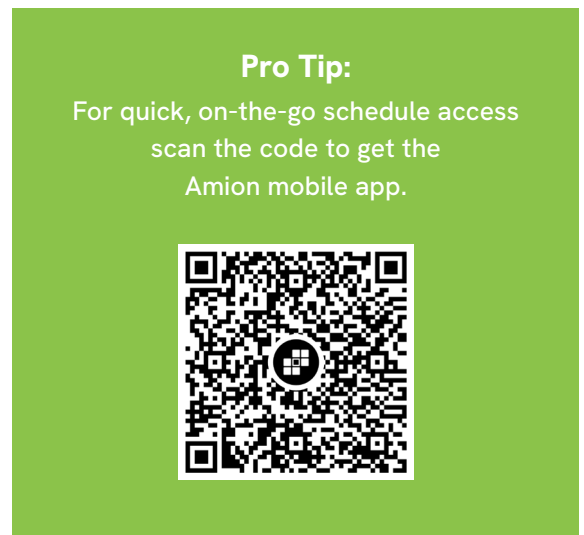 Pro Tip:
For quick, on-the-go schedule access
scan the code to get the
Amion mobile app.